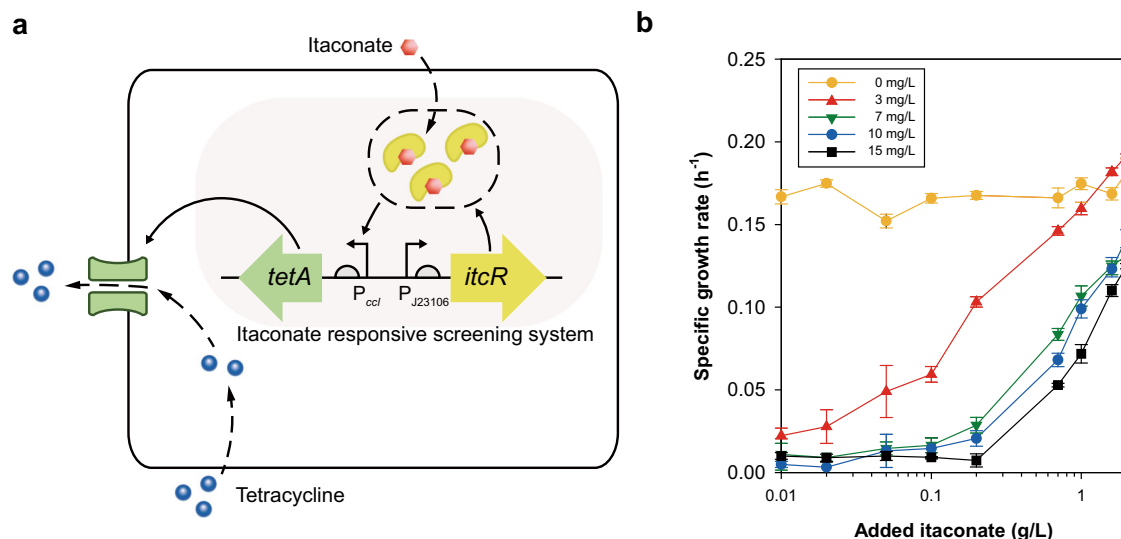 a
Itaconate
tetA
itcR
Pccl
PJ23106
Itaconate responsive screening system
Tetracycline
b
0.25
0.20
0.15
0.10
0.05
0.00
Specific growth rate (h-1)
0 mg/L
3 mg/L
7 mg/L
10 mg/L
15 mg/L
0.01
0.1
1
Added itaconate (g/L)